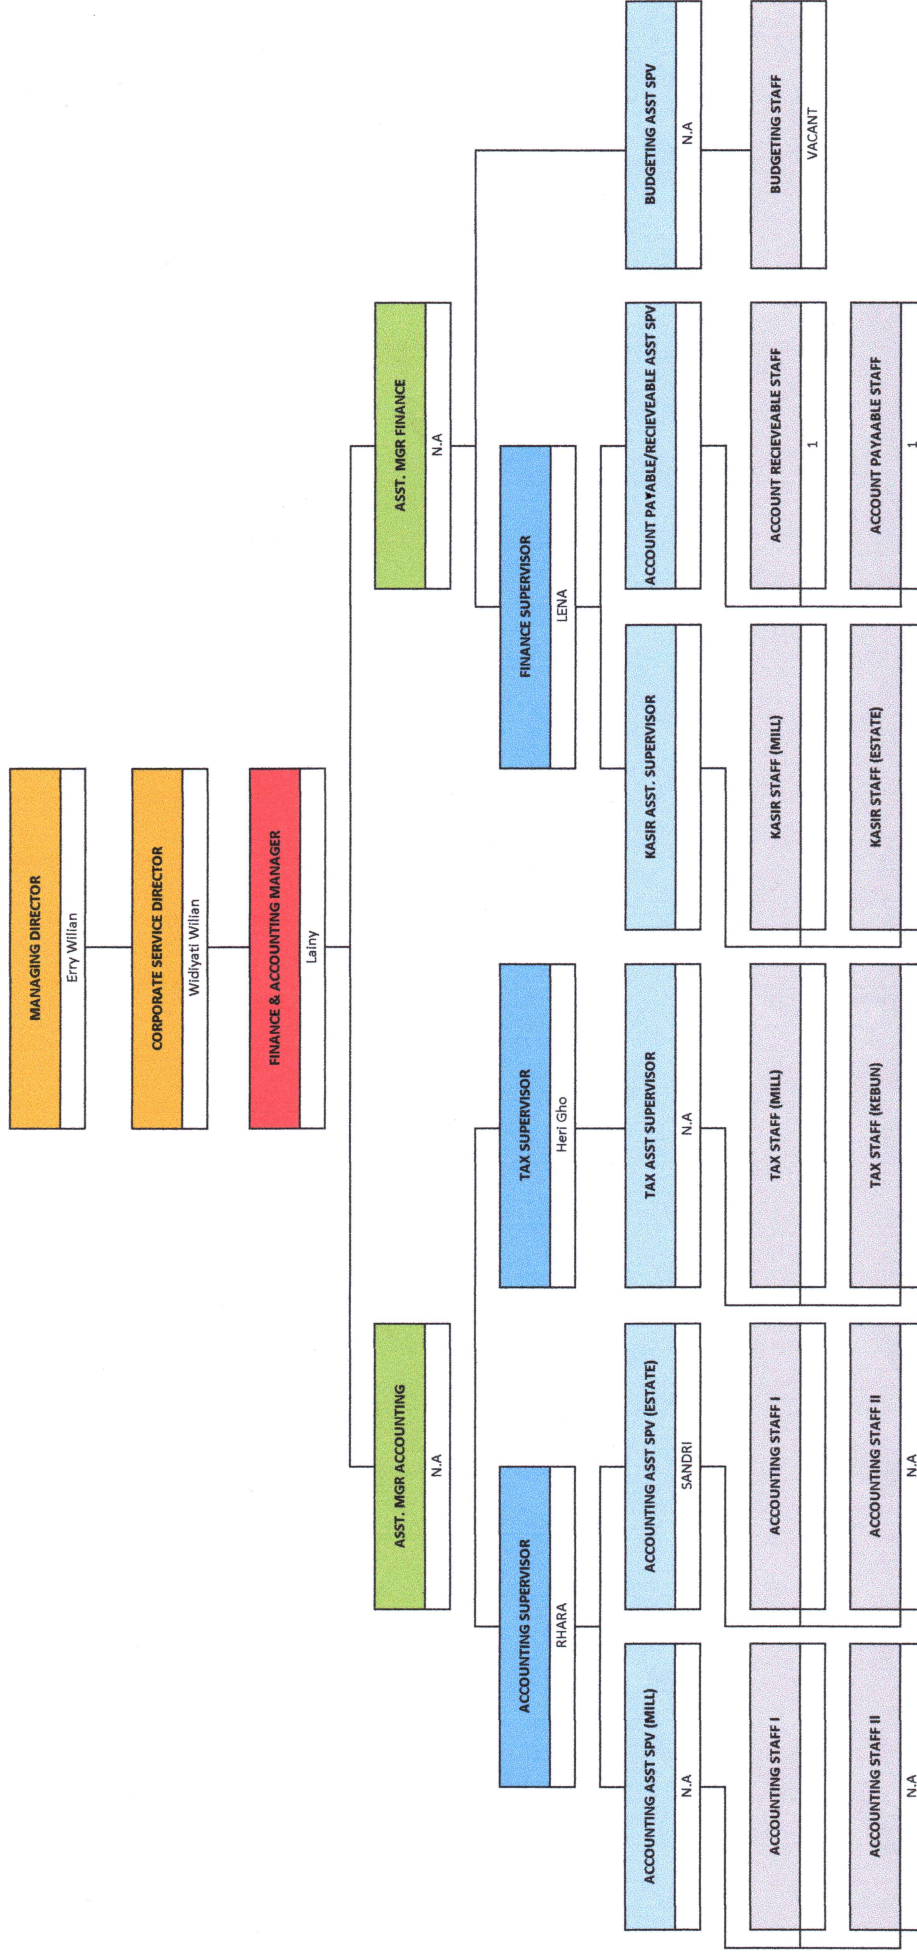 MANAGING DIRECTOR
Erry Wilian
CORPORATE SERVICE DIRECTOR
Widiyati Wilian
FINANCE & ACCOUNTING MANAGER
Lainy
ASST. MGR ACCOUNTING
N.A
ASST. MGR FINANCE
N.A
ACCOUNTING SUPERVISOR
RHARA
TAX SUPERVISOR
Heri Gho
FINANCE SUPERVISOR
LENA
ACCOUNTING ASST SPV (MILL)
N.A
ACCOUNTING ASST SPV (ESTATE)
SANDRI
TAX ASST SUPERVISOR
N.A
KASIR ASST. SUPERVISOR
ACCOUNT PAYABLE/RECIEVEABLE ASST SPV
BUDGETING ASST SPV
N.A
ACCOUNTING STAFF I
ACCOUNTING STAFF I
TAX STAFF (MILL)
KASIR STAFF (MILL)
ACCOUNT RECIEVEABLE STAFF
1
BUDGETING STAFF
VACANT
ACCOUNTING STAFF II
N.A
ACCOUNTING STAFF II
N.A
TAX STAFF (KEBUN)
KASIR STAFF (ESTATE)
ACCOUNT PAYAABLE STAFF
1